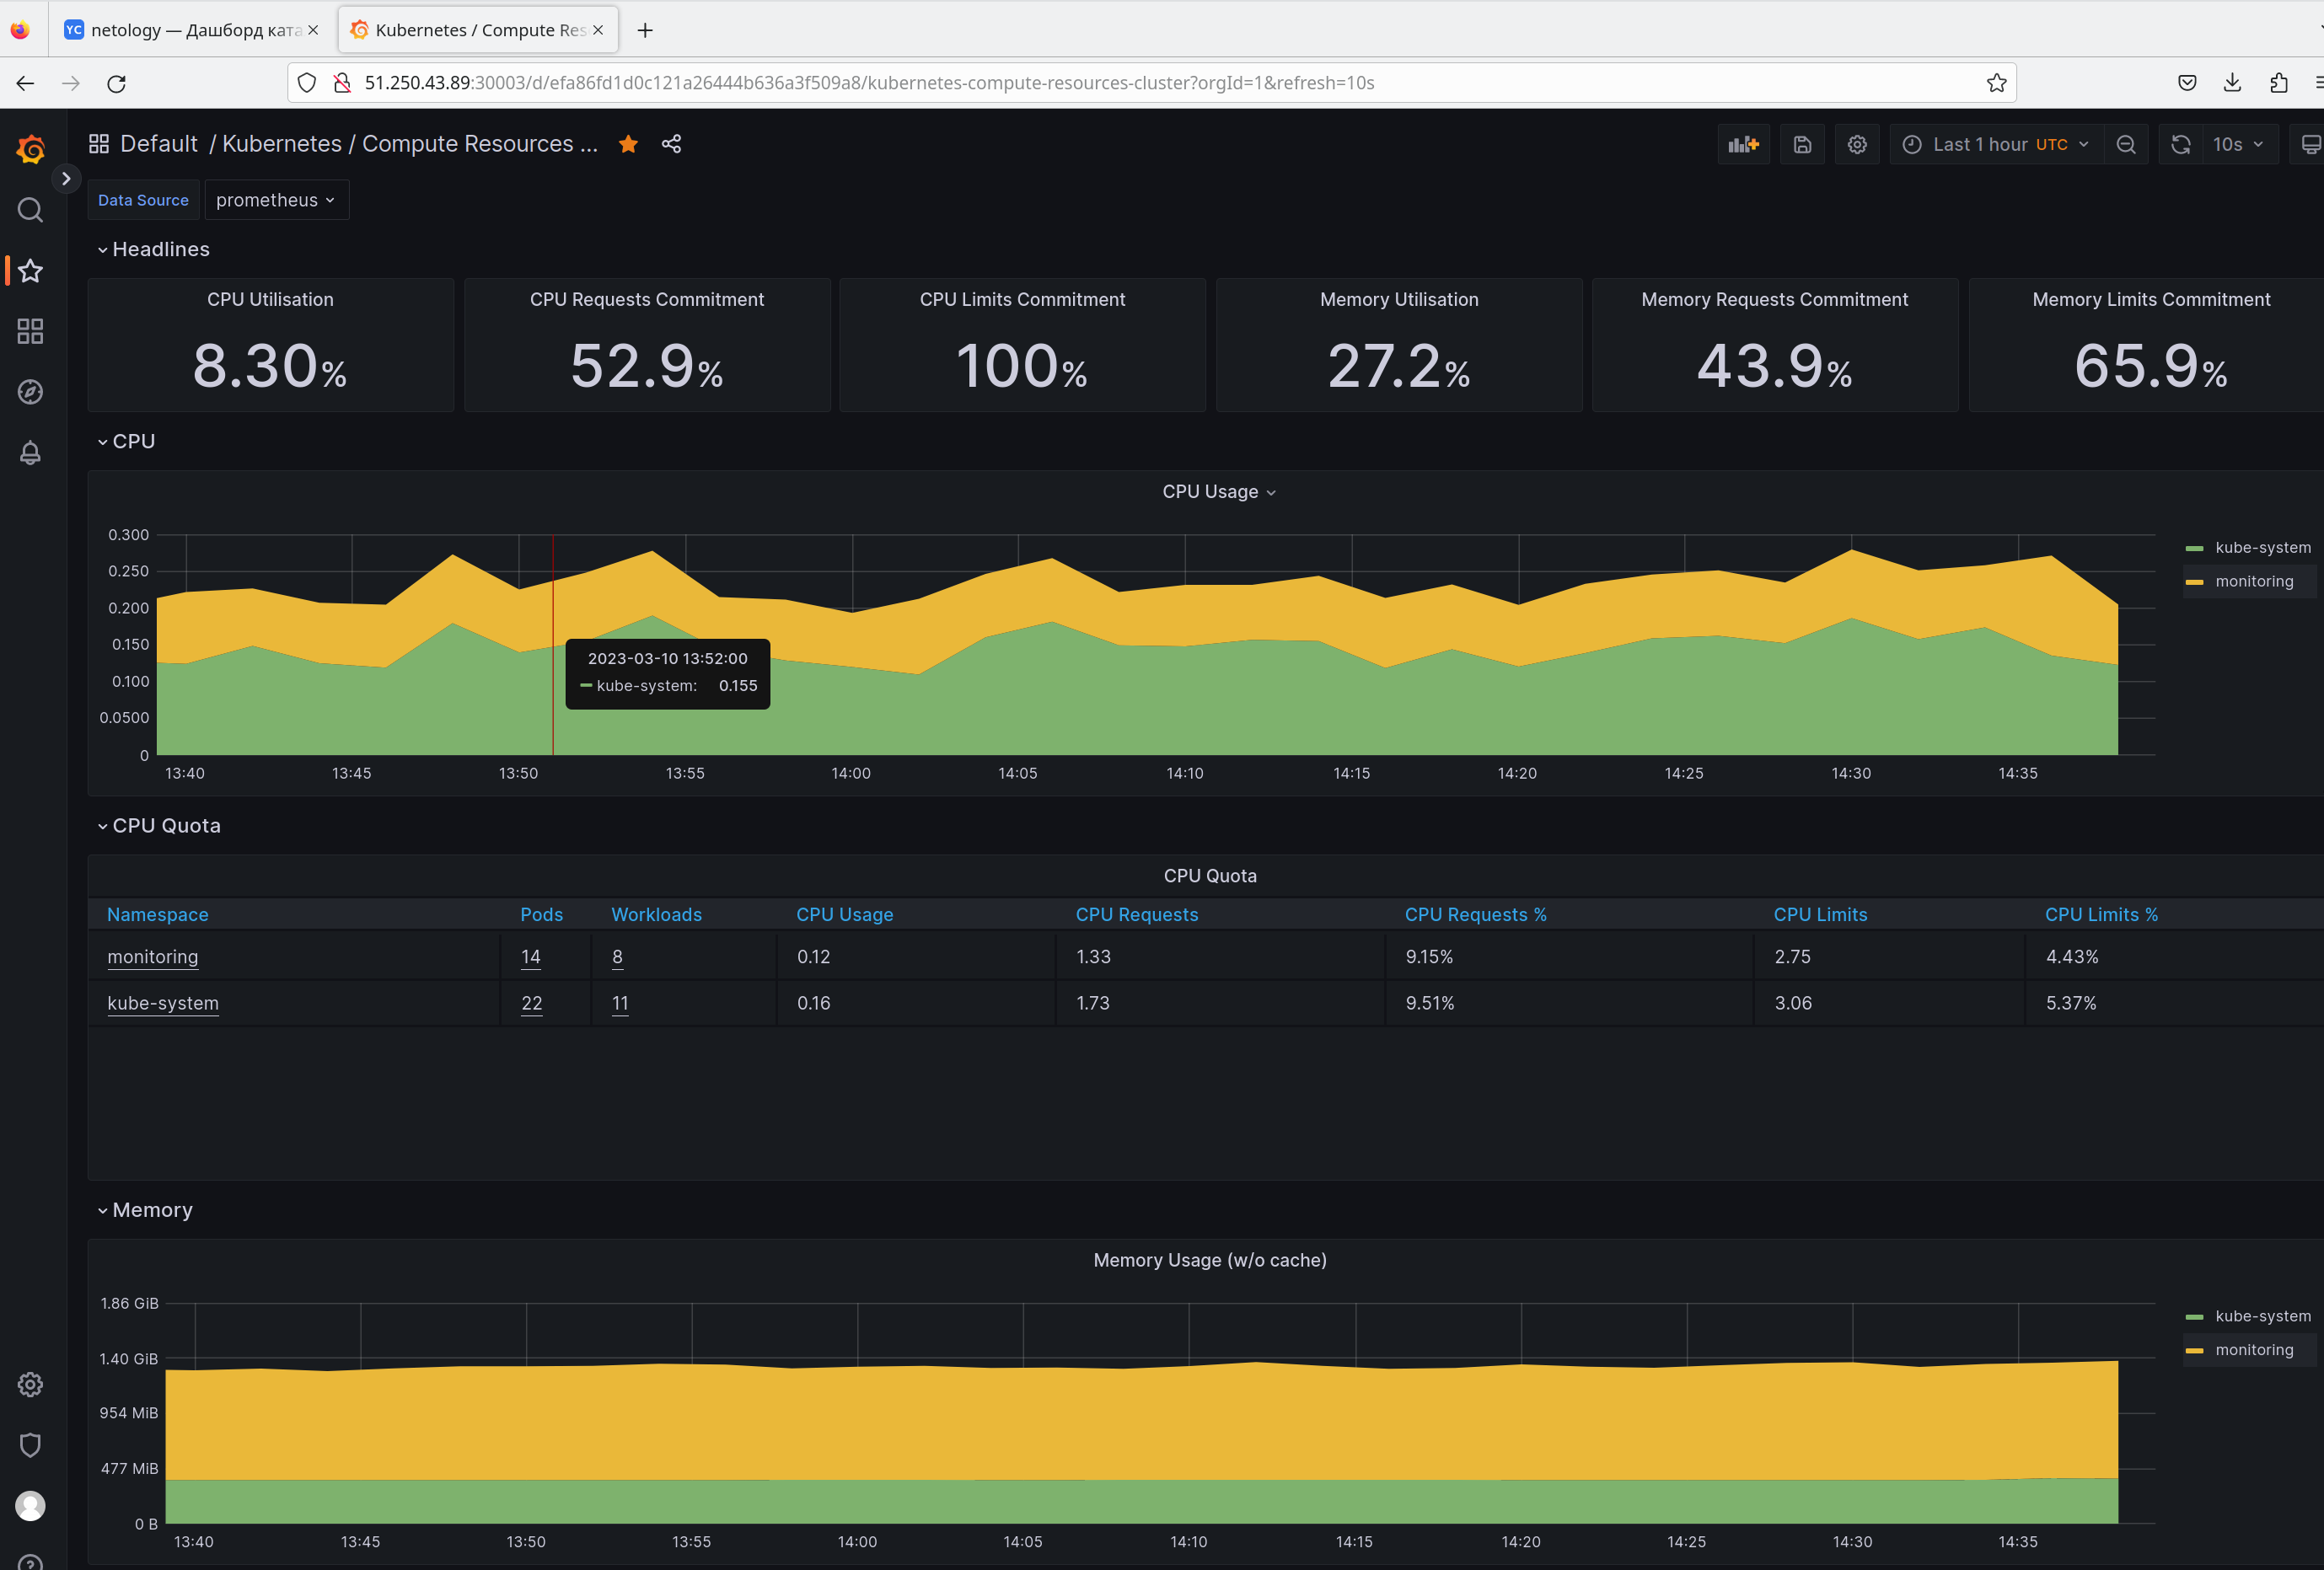 YC netology — Дашборд ката
Kubernetes / Compute Res
51.250.43.89:30003/d/efa86fd1d0c121a26444b636a3f509a8/kubernetes-compute-resources-cluster?orgId=1&refresh=10s
Default / Kubernetes / Compute Resources ...
Last 1 hour UTC
10s
Data Source prometheus
Headlines
CPU Utilisation
8.30%
CPU Requests Commitment
52.9%
CPU Limits Commitment
100%
Memory Utilisation
27.2%
Memory Requests Commitment
43.9%
Memory Limits Commitment
65.9%
CPU
CPU Usage
0.300
0.250
0.200
0.150
0.100
0.0500
0
13:40 13:45 13:50 13:55 14:00 14:05 14:10 14:15 14:20 14:25 14:30 14:35
kube-system
monitoring
2023-03-10 13:52:00
kube-system: 0.155
CPU Quota
CPU Quota
Namespace Pods Workloads CPU Usage CPU Requests CPU Requests % CPU Limits CPU Limits %
monitoring 14 8 0.12 1.33 9.15% 2.75 4.43%
kube-system 22 11 0.16 1.73 9.51% 3.06 5.37%
Memory
Memory Usage (w/o cache)
1.86 GiB
1.40 GiB
954 MiB
477 MiB
0 B
13:40 13:45 13:50 13:55 14:00 14:05 14:10 14:15 14:20 14:25 14:30 14:35
kube-system
monitoring